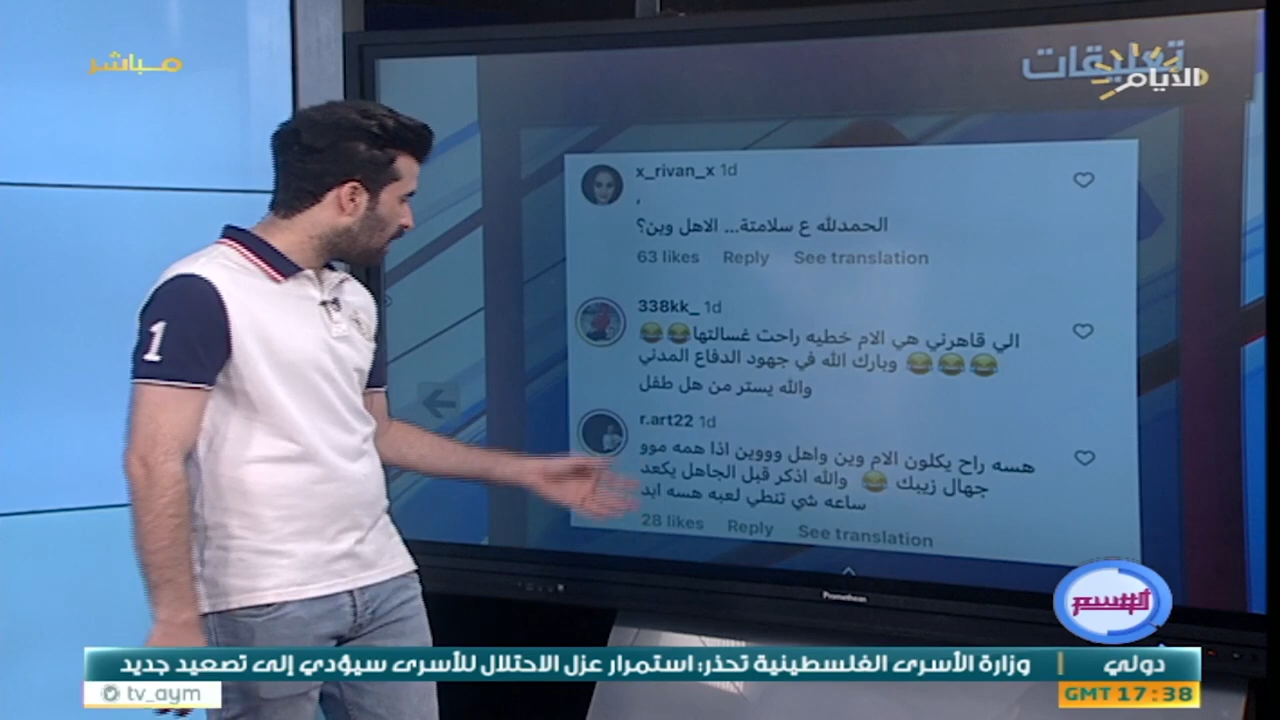 مباشر
تعليقات
الأيام
x_rivan_x 1d
,
الحمدلله ع سلامتة... الاهل وين؟
63 likes Reply See translation
338kk_ 1d
الي قاهرني هي الام خطيه راحت غسالتها😂😂
😂😂😂 وبارك الله في جهود الدفاع المدني
والله يستر من هل طفل
r.art22 1d
هسه راح يكلون الام وين واهل وووين اذا همه موو
جهال زيبك 😂 والله اذكر قبل الجاهل يكعد
ساعه شي تنطي لعبه هسه ابد
28 likes Reply See translation
Promethean
1
دولي
وزارة الأسرى الفلسطينية تحذر: استمرار عزل الاحتلال للأسرى سيؤدي إلى تصعيد جديد
tv_aym
GMT 17:38